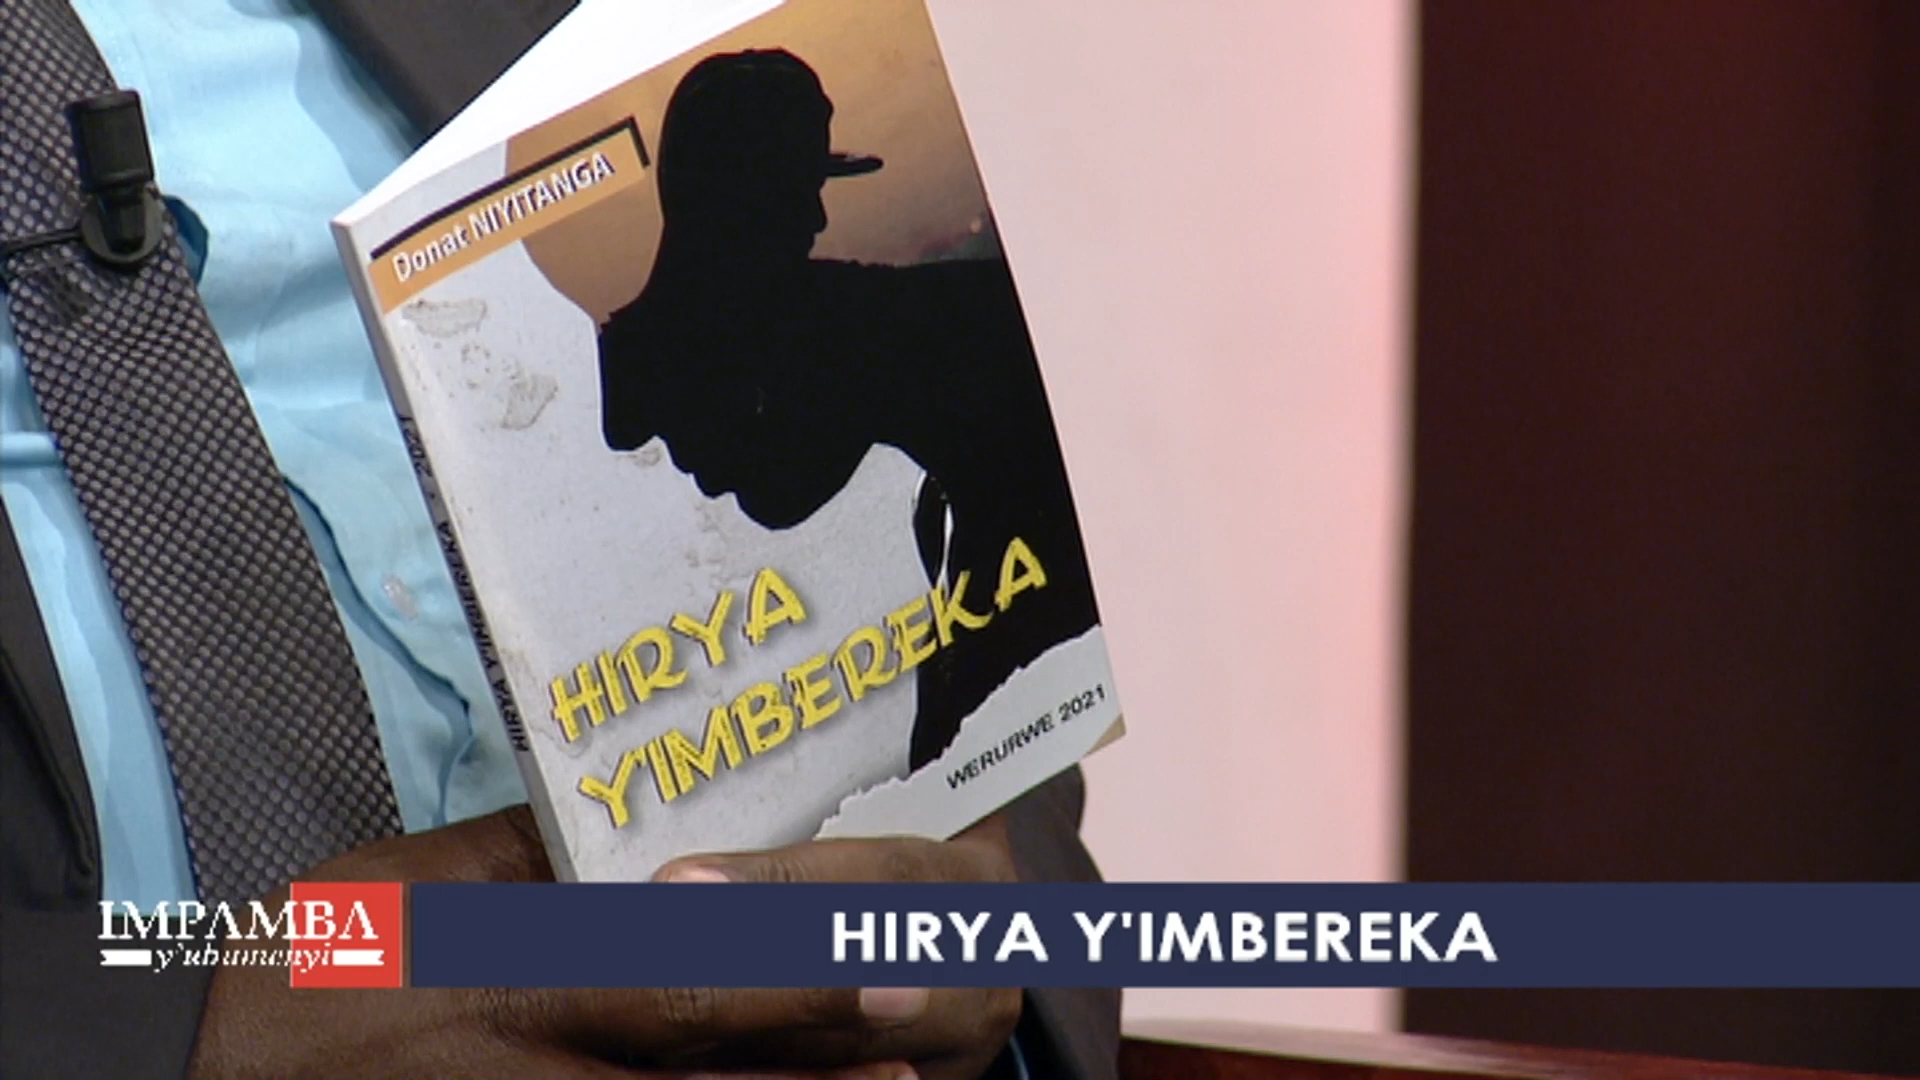 Donat NIYITANGA
HIRYA
Y'IMBEREKA
WERURWE 2021
HIRYA Y'IMBEREKA - 2021
IMPAMBA
y'ubumenyi
HIRYA Y'IMBEREKA